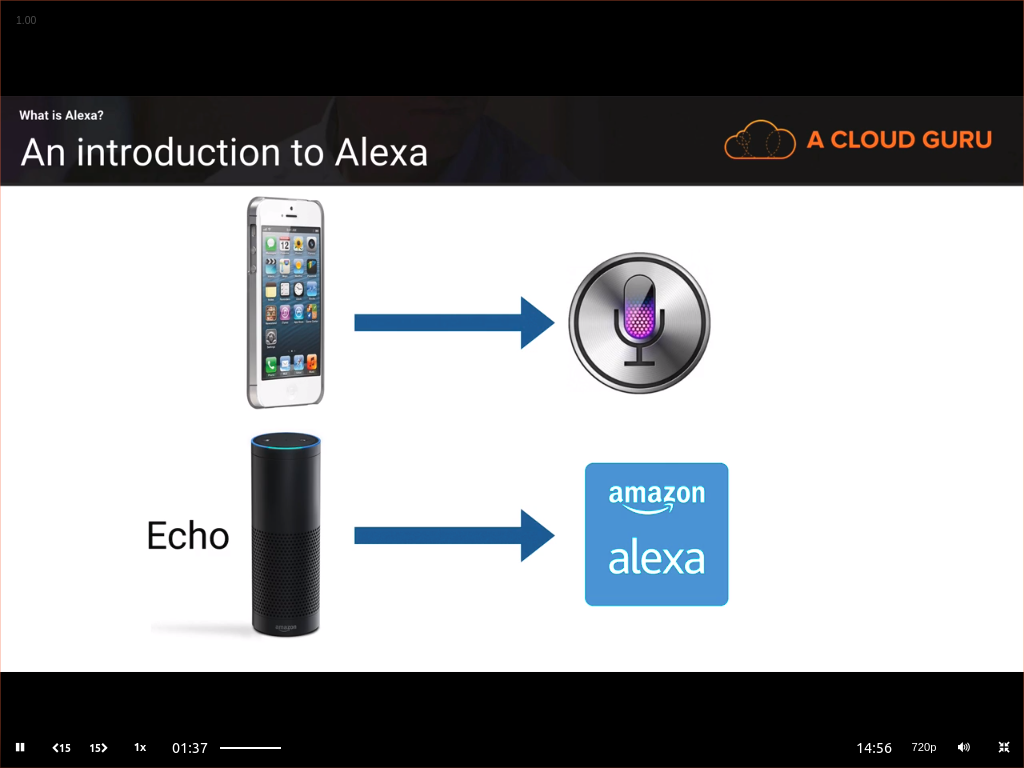 1.00
What is Alexa?
An introduction to Alexa
A CLOUD GURU
Echo
amazon
amazon
alexa
15
15
1x
01:37
14:56
720p